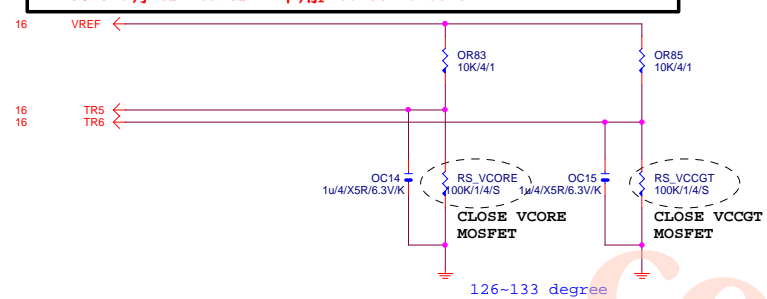 16 VREF
OR83
10K/4/1
OR85
10K/4/1
16 TR5
16 TR6
OC14
1u/4/X5R/6.3V/K
RS_VCORE
100K/1/4/S
OC15
1u/4/X5R/6.3V/K
RS_VCCGT
100K/1/4/S
CLOSE VCORE
MOSFET
CLOSE VCCGT
MOSFET
126~133 degree